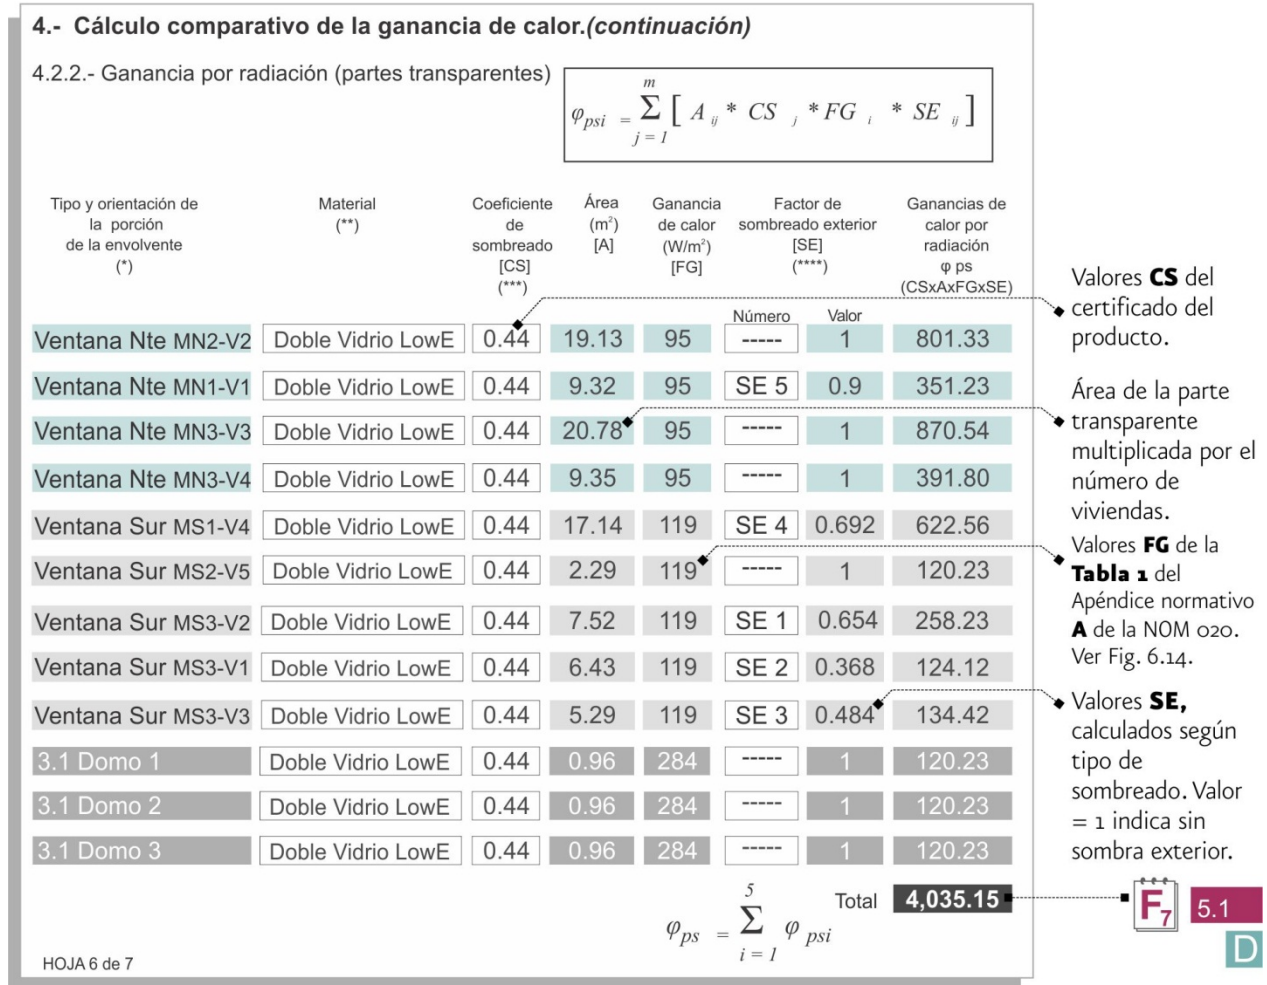 4.- Cálculo comparativo de la ganancia de calor.(continuación)
4.2.2.- Ganancia por radiación (partes transparentes)
φ psi = m Σ j = 1 [ A ij * CS j * FG i * SE ij ]
Tipo y orientación de la porción de la envolvente (*)
Material (**)
Coeficiente de sombreado [CS] (***)
Área (m²) [A]
Ganancia de calor (W/m²) [FG]
Factor de sombreado exterior [SE] (****)
Ganancias de calor por radiación φ ps (CSxAxFGxSE)
Número Valor
Ventana Nte MN2-V2 Doble Vidrio LowE 0.44 19.13 95 ----- 1 801.33
Ventana Nte MN1-V1 Doble Vidrio LowE 0.44 9.32 95 SE 5 0.9 351.23
Ventana Nte MN3-V3 Doble Vidrio LowE 0.44 20.78 95 ----- 1 870.54
Ventana Nte MN3-V4 Doble Vidrio LowE 0.44 9.35 95 ----- 1 391.80
Ventana Sur MS1-V4 Doble Vidrio LowE 0.44 17.14 119 SE 4 0.692 622.56
Ventana Sur MS2-V5 Doble Vidrio LowE 0.44 2.29 119 ----- 1 120.23
Ventana Sur MS3-V2 Doble Vidrio LowE 0.44 7.52 119 SE 1 0.654 258.23
Ventana Sur MS3-V1 Doble Vidrio LowE 0.44 6.43 119 SE 2 0.368 124.12
Ventana Sur MS3-V3 Doble Vidrio LowE 0.44 5.29 119 SE 3 0.484 134.42
3.1 Domo 1 Doble Vidrio LowE 0.44 0.96 284 ----- 1 120.23
3.1 Domo 2 Doble Vidrio LowE 0.44 0.96 284 ----- 1 120.23
3.1 Domo 3 Doble Vidrio LowE 0.44 0.96 284 ----- 1 120.23
Total 4,035.15
φ ps = 5 Σ i = 1 φ psi
HOJA 6 de 7
Valores CS del
certificado del
producto.
Área de la parte
transparente
multiplicada por el
número de
viviendas.
Valores FG de la
Tabla 1 del
Apéndice normativo
A de la NOM 020.
Ver Fig. 6.14.
Valores SE,
calculados según
tipo de
sombreado. Valor
= 1 indica sin
sombra exterior.
F7 5.1
D